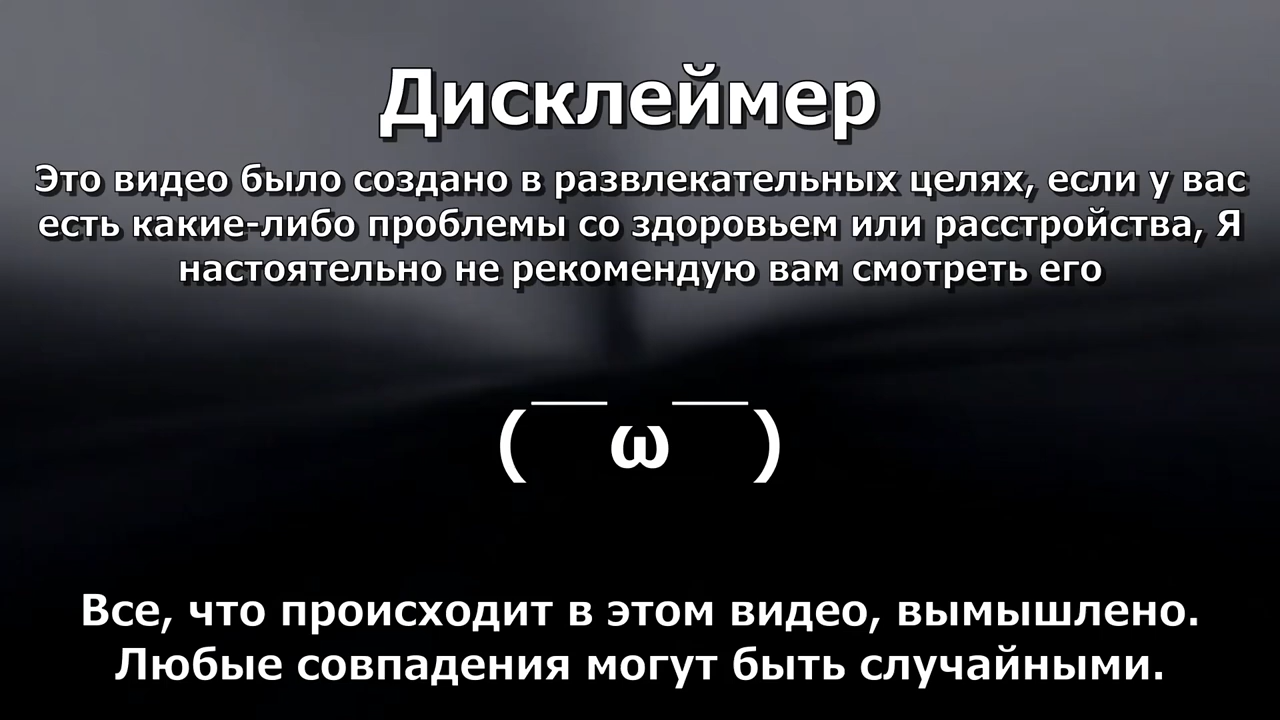 Дисклеймер
Это видео было создано в развлекательных целях, если у вас
есть какие-либо проблемы со здоровьем или расстройства, Я
настоятельно не рекомендую вам смотреть его
(￣ω￣)
Все, что происходит в этом видео, вымышлено.
Любые совпадения могут быть случайными.